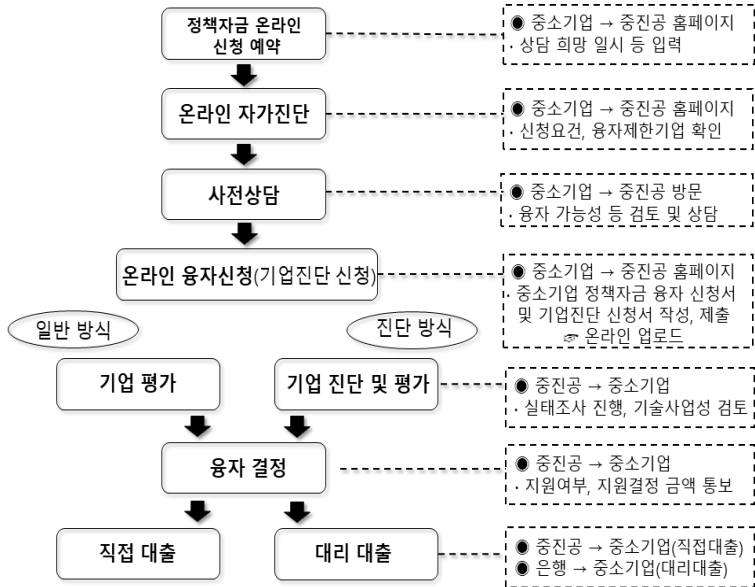 정책자금 온라인
신청 예약
◉ 중소기업 → 중진공 홈페이지
· 상담 희망 일시 등 입력
온라인 자가진단
◉ 중소기업 → 중진공 홈페이지
· 신청요건, 융자제한기업 확인
사전상담
◉ 중소기업 → 중진공 방문
· 융자 가능성 등 검토 및 상담
온라인 융자신청(기업진단 신청)
◉ 중소기업 → 중진공 홈페이지
· 중소기업 정책자금 융자 신청서
및 기업진단 신청서 작성, 제출
☞ 온라인 업로드
일반 방식
진단 방식
기업 평가
기업 진단 및 평가
◉ 중진공 → 중소기업
· 실태조사 진행, 기술사업성 검토
융자 결정
◉ 중진공 → 중소기업
· 지원여부, 지원결정 금액 통보
직접 대출
대리 대출
◉ 중진공 → 중소기업(직접대출)
◉ 은행 → 중소기업(대리대출)